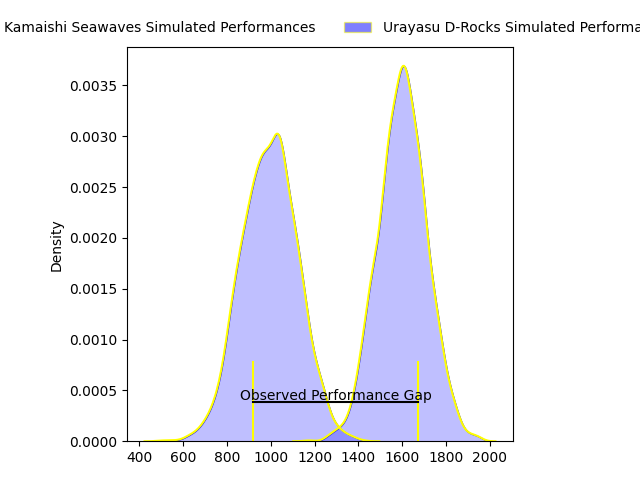 Kamaishi Seawaves Simulated Performances
Urayasu D-Rocks Simulated
Density
0.0035
0.0030
0.0025
0.0020
0.0015
0.0010
0.0005
0.0000
Observed Performance Gap
400 600 800 1000 1200 1400 1600 1800 2000